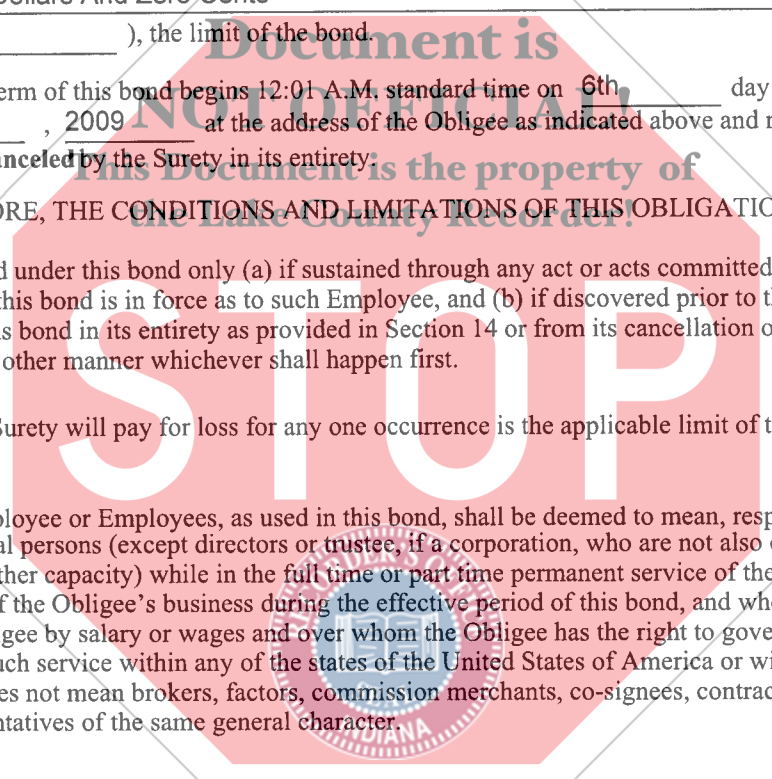 ollars And Zero Cents
), the limit of the bond.
Document is
erm of this bond begins 12:01 A.M. standard time on 6th day
NOT OFFICIAL!
, 2009 at the address of the Obligee as indicated above and
anceled by the Surety in its entirety.
This Document is the property of
the Lake County Recorder!
ORE, THE CONDITIONS AND LIMITATIONS OF THIS OBLIGATIO
d under this bond only (a) if sustained through any act or acts committed
this bond is in force as to such Employee, and (b) if discovered prior to th
is bond in its entirety as provided in Section 14 or from its cancellation o
other manner whichever shall happen first.
STOP
Surety will pay for loss for any one occurrence is the applicable limit of t
ployee or Employees, as used in this bond, shall be deemed to mean, resp
al persons (except directors or trustee, if a corporation, who are not also
ther capacity) while in the full time or part time permanent service of the
f the Obligee's business during the effective period of this bond, and wh
igee by salary or wages and over whom the Obligee has the right to gove
uch service within any of the states of the United States of America or wi
es not mean brokers, factors, commission merchants, co-signees, contrac
ntatives of the same general character.
RECORDER'S OFFICE
SEAL
INDIANA